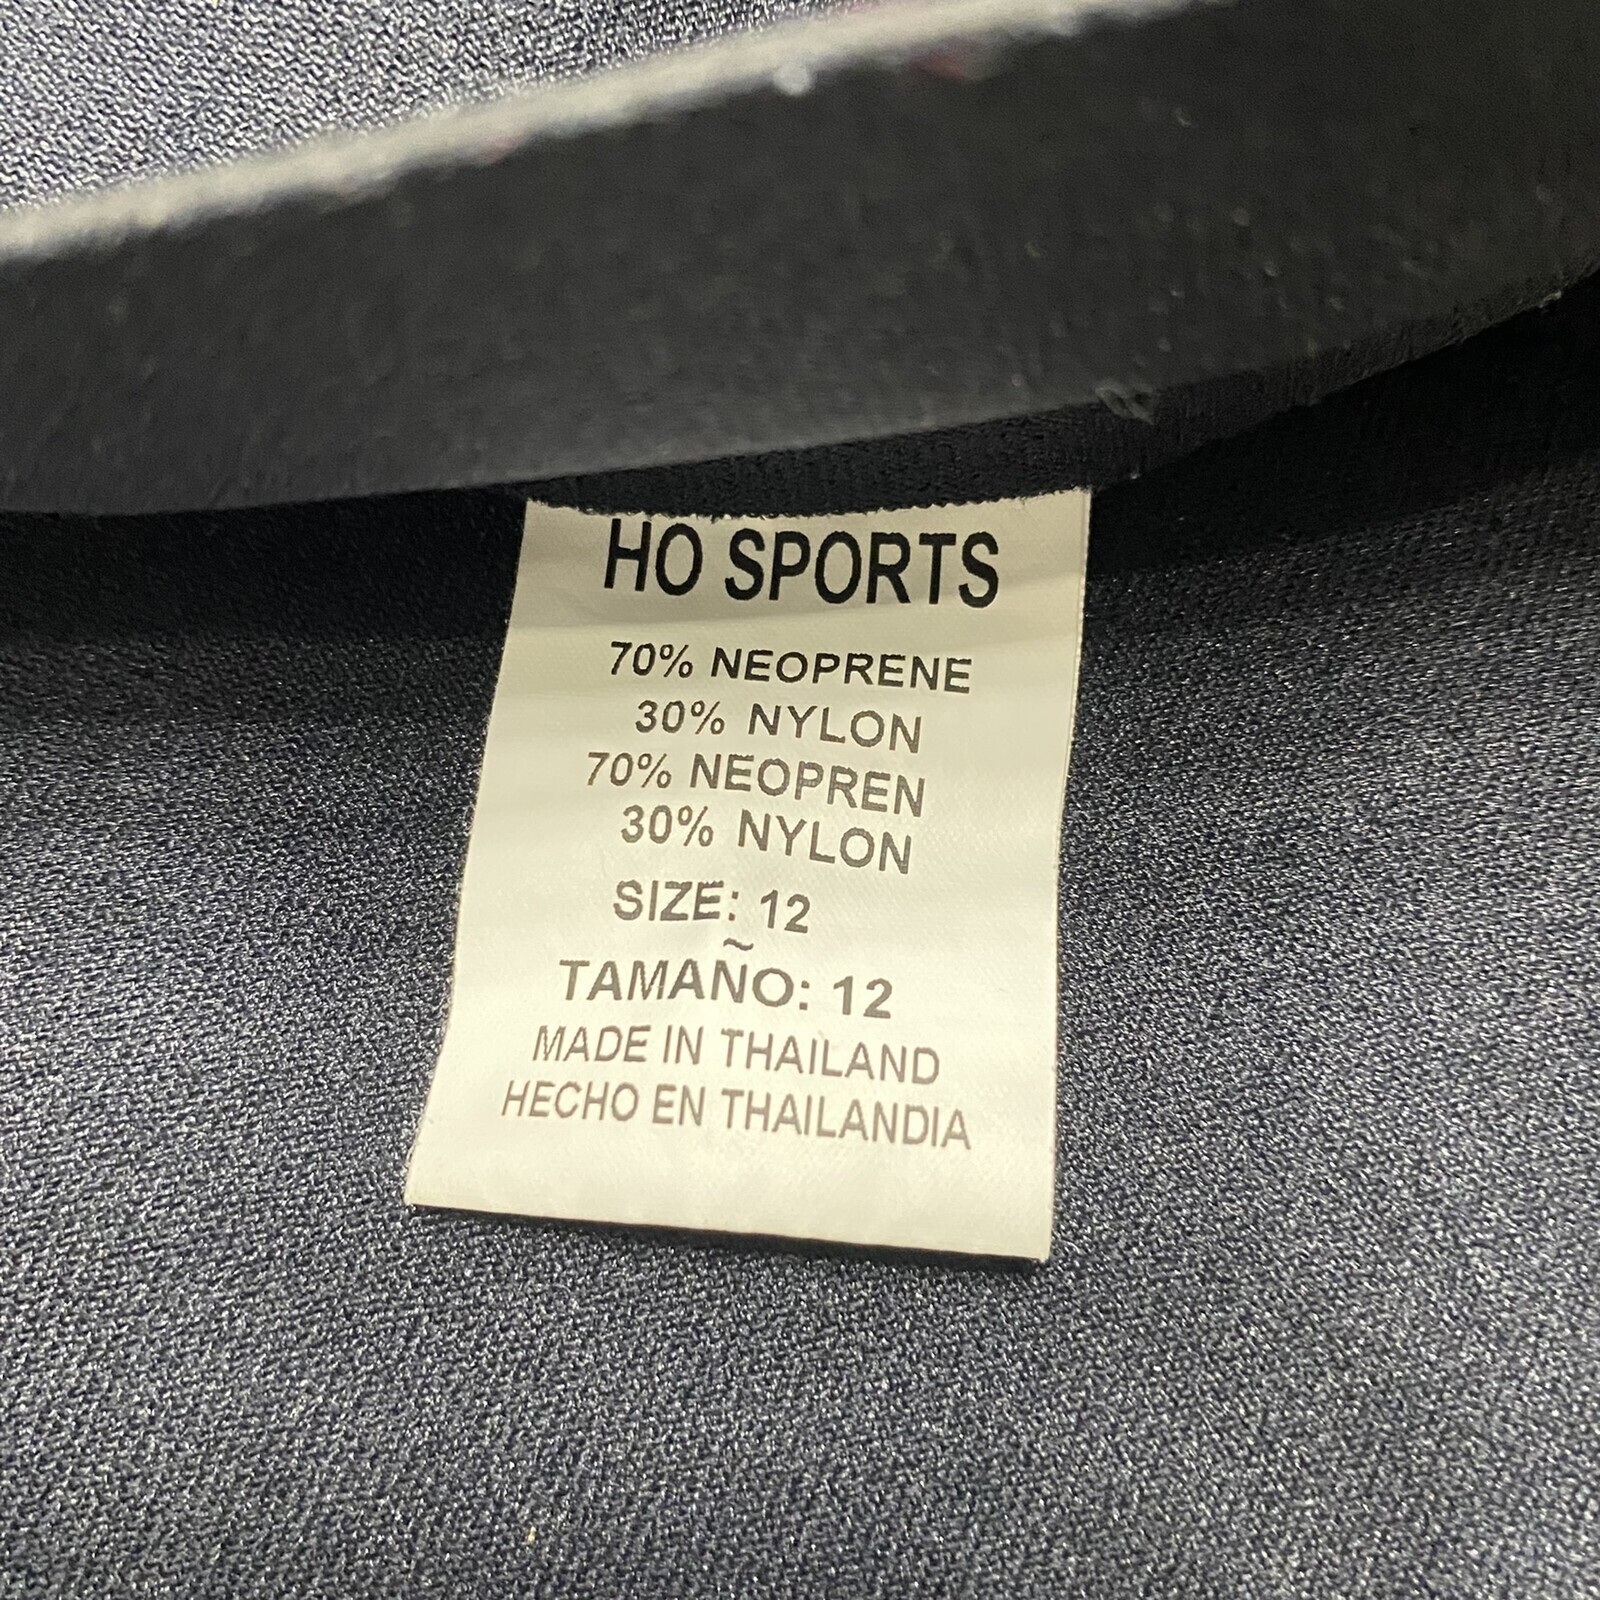 HO SPORTS
70% NEOPRENE
30% NYLON
70% NEOPREN
30% NYLON
SIZE: 12
TAMAÑO: 12
MADE IN THAILAND
HECHO EN THAILANDIA